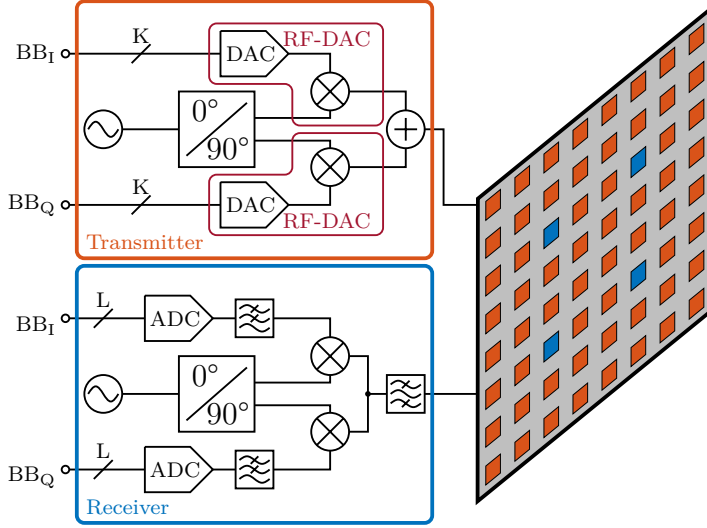 BB_I
K
DAC
RF-DAC
0°
90°
BB_Q
K
DAC
RF-DAC
Transmitter
BB_I
L
ADC
0°
90°
BB_Q
L
ADC
Receiver